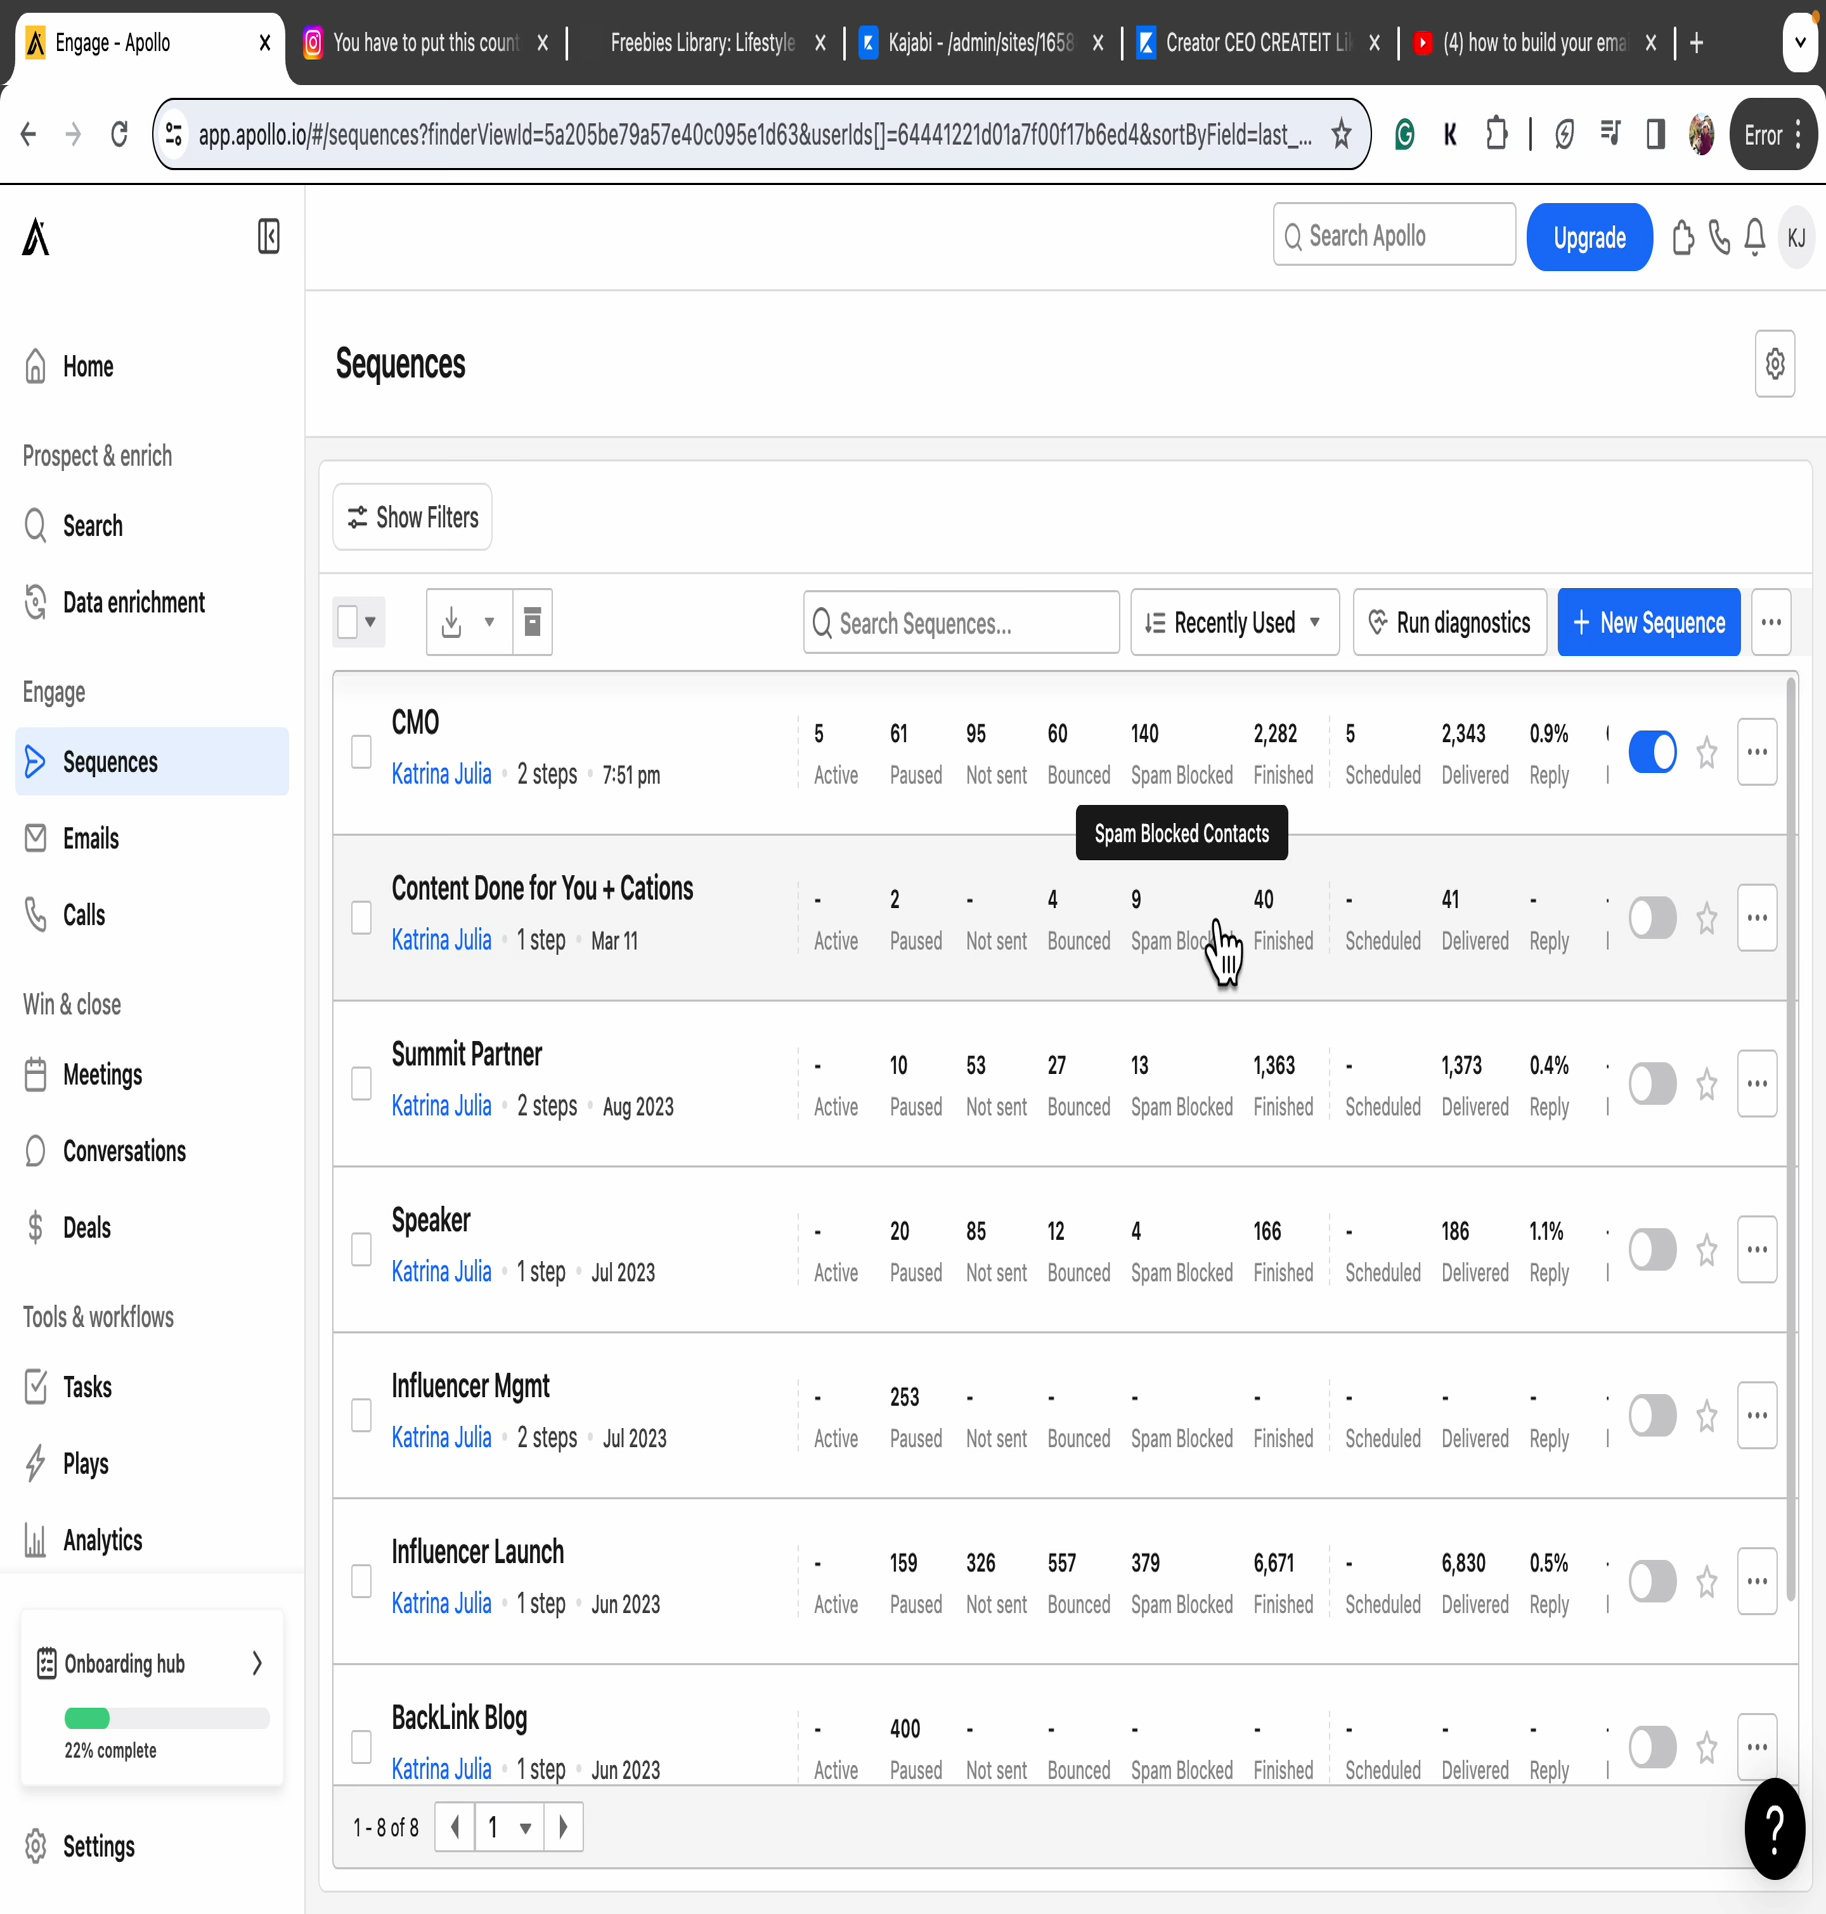 Engage - Apollo
You have to put this count
Freebies Library: Lifestyle
Kajabi - /admin/sites/1658
Creator CEO CREATEIT Li
(4) how to build your ema
app.apollo.io/#/sequences?finderViewId=5a205be79a57e40c095e1d63&userIds[]=64441221d01a7f00f17b6ed4&sortByField=last_...
K
Error
Search Apollo
Upgrade
KJ
Home
Prospect & enrich
Search
Data enrichment
Engage
Sequences
Emails
Calls
Win & close
Meetings
Conversations
Deals
Tools & workflows
Tasks
Plays
Analytics
Onboarding hub
22% complete
Settings
Sequences
Show Filters
Search Sequences...
Recently Used
Run diagnostics
+ New Sequence
CMO
5 61 95 60 140 2,282 5 2,343 0.9%
Katrina Julia • 2 steps • 7:51 pm
Active Paused Not sent Bounced Spam Blocked Finished Scheduled Delivered Reply
Spam Blocked Contacts
Content Done for You + Cations
- 2 - 4 9 40 - 41 - -
Katrina Julia • 1 step • Mar 11
Active Paused Not sent Bounced Spam Bloc Finished Scheduled Delivered Reply
Summit Partner
- 10 53 27 13 1,363 - 1,373 0.4% -
Katrina Julia • 2 steps • Aug 2023
Active Paused Not sent Bounced Spam Blocked Finished Scheduled Delivered Reply
Speaker
- 20 85 12 4 166 - 186 1.1% -
Katrina Julia • 1 step • Jul 2023
Active Paused Not sent Bounced Spam Blocked Finished Scheduled Delivered Reply
Influencer Mgmt
- 253 - - - - - - - -
Katrina Julia • 2 steps • Jul 2023
Active Paused Not sent Bounced Spam Blocked Finished Scheduled Delivered Reply
Influencer Launch
- 159 326 557 379 6,671 - 6,830 0.5% -
Katrina Julia • 1 step • Jun 2023
Active Paused Not sent Bounced Spam Blocked Finished Scheduled Delivered Reply
BackLink Blog
- 400 - - - - - - - -
Katrina Julia • 1 step • Jun 2023
Active Paused Not sent Bounced Spam Blocked Finished Scheduled Delivered Reply
1 - 8 of 8
1
?